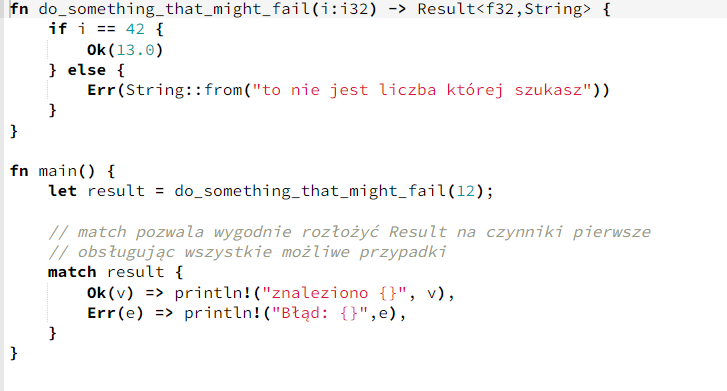 fn do_something_that_might_fail(i:i32) -> Result<f32,String> {
    if i == 42 {
        Ok(13.0)
    } else {
        Err(String::from("to nie jest liczba której szukasz"))
    }
}

fn main() {
    let result = do_something_that_might_fail(12);

    // match pozwala wygodnie rozłożyć Result na czynniki pierwsze
    // obsługując wszystkie możliwe przypadki
    match result {
        Ok(v) => println!("znaleziono {}", v),
        Err(e) => println!("Błąd: {}",e),
    }
}